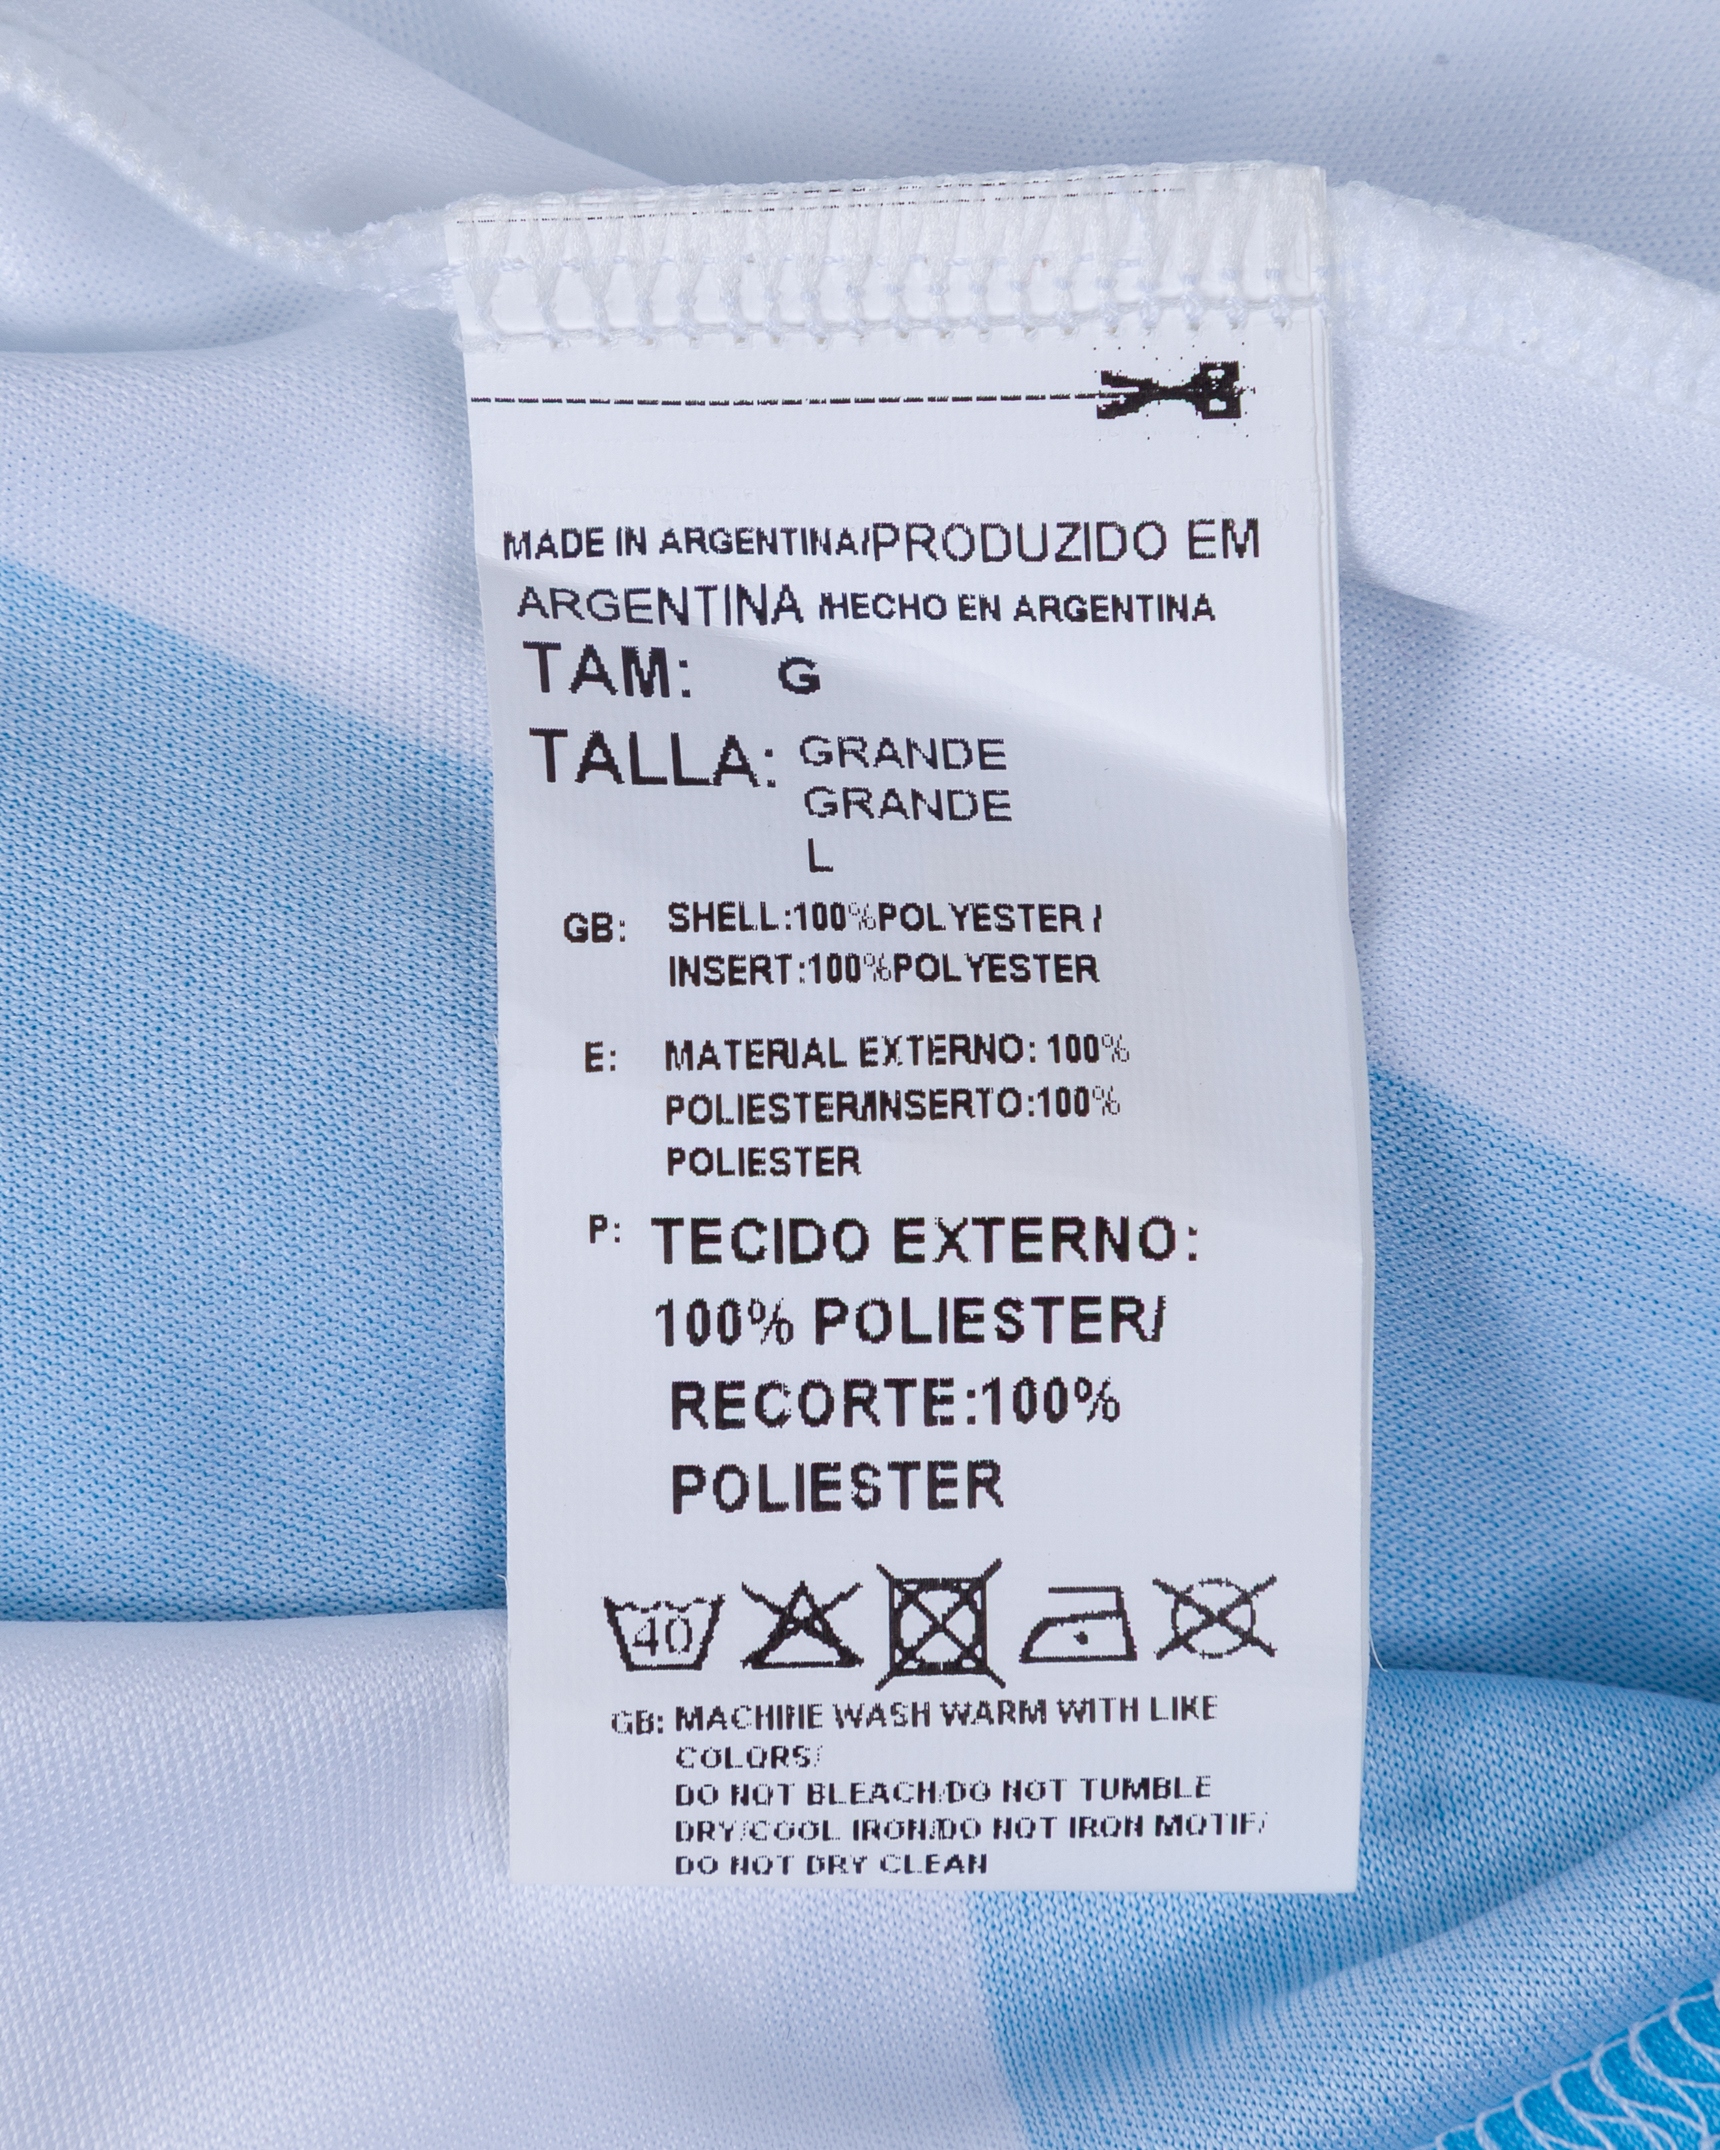 MADE IN ARGENTINA/PRODUZIDO EM
ARGENTINA /HECHO EN ARGENTINA
TAM: G
TALLA: GRANDE
GRANDE
L
GB: SHELL:100%POLYESTER /
INSERT:100%POLYESTER
E: MATERIAL EXTERNO: 100%
POLIESTER/INSERTO:100%
POLIESTER
P: TECIDO EXTERNO:
100% POLIESTER/
RECORTE:100%
POLIESTER
40
GB: MACHINE WASH WARM WITH LIKE
COLORS/
DO NOT BLEACH/DO NOT TUMBLE
DRY/COOL IRON/DO NOT IRON MOTIF/
DO NOT DRY CLEAN